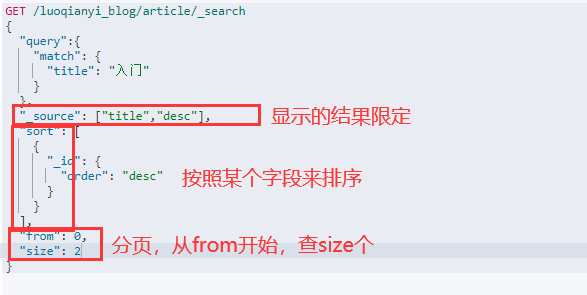 GET /luoqianyi_blog/article/_search
{
"query":{
"match": {
"title": "入门"
}
},
"_source": ["title","desc"], 显示的结果限定
"sort": [
{
"_id": {
"order": "desc" 按照某个字段来排序
}
}
],
"from": 0, 分页，从from开始，查size个
"size": 2
}